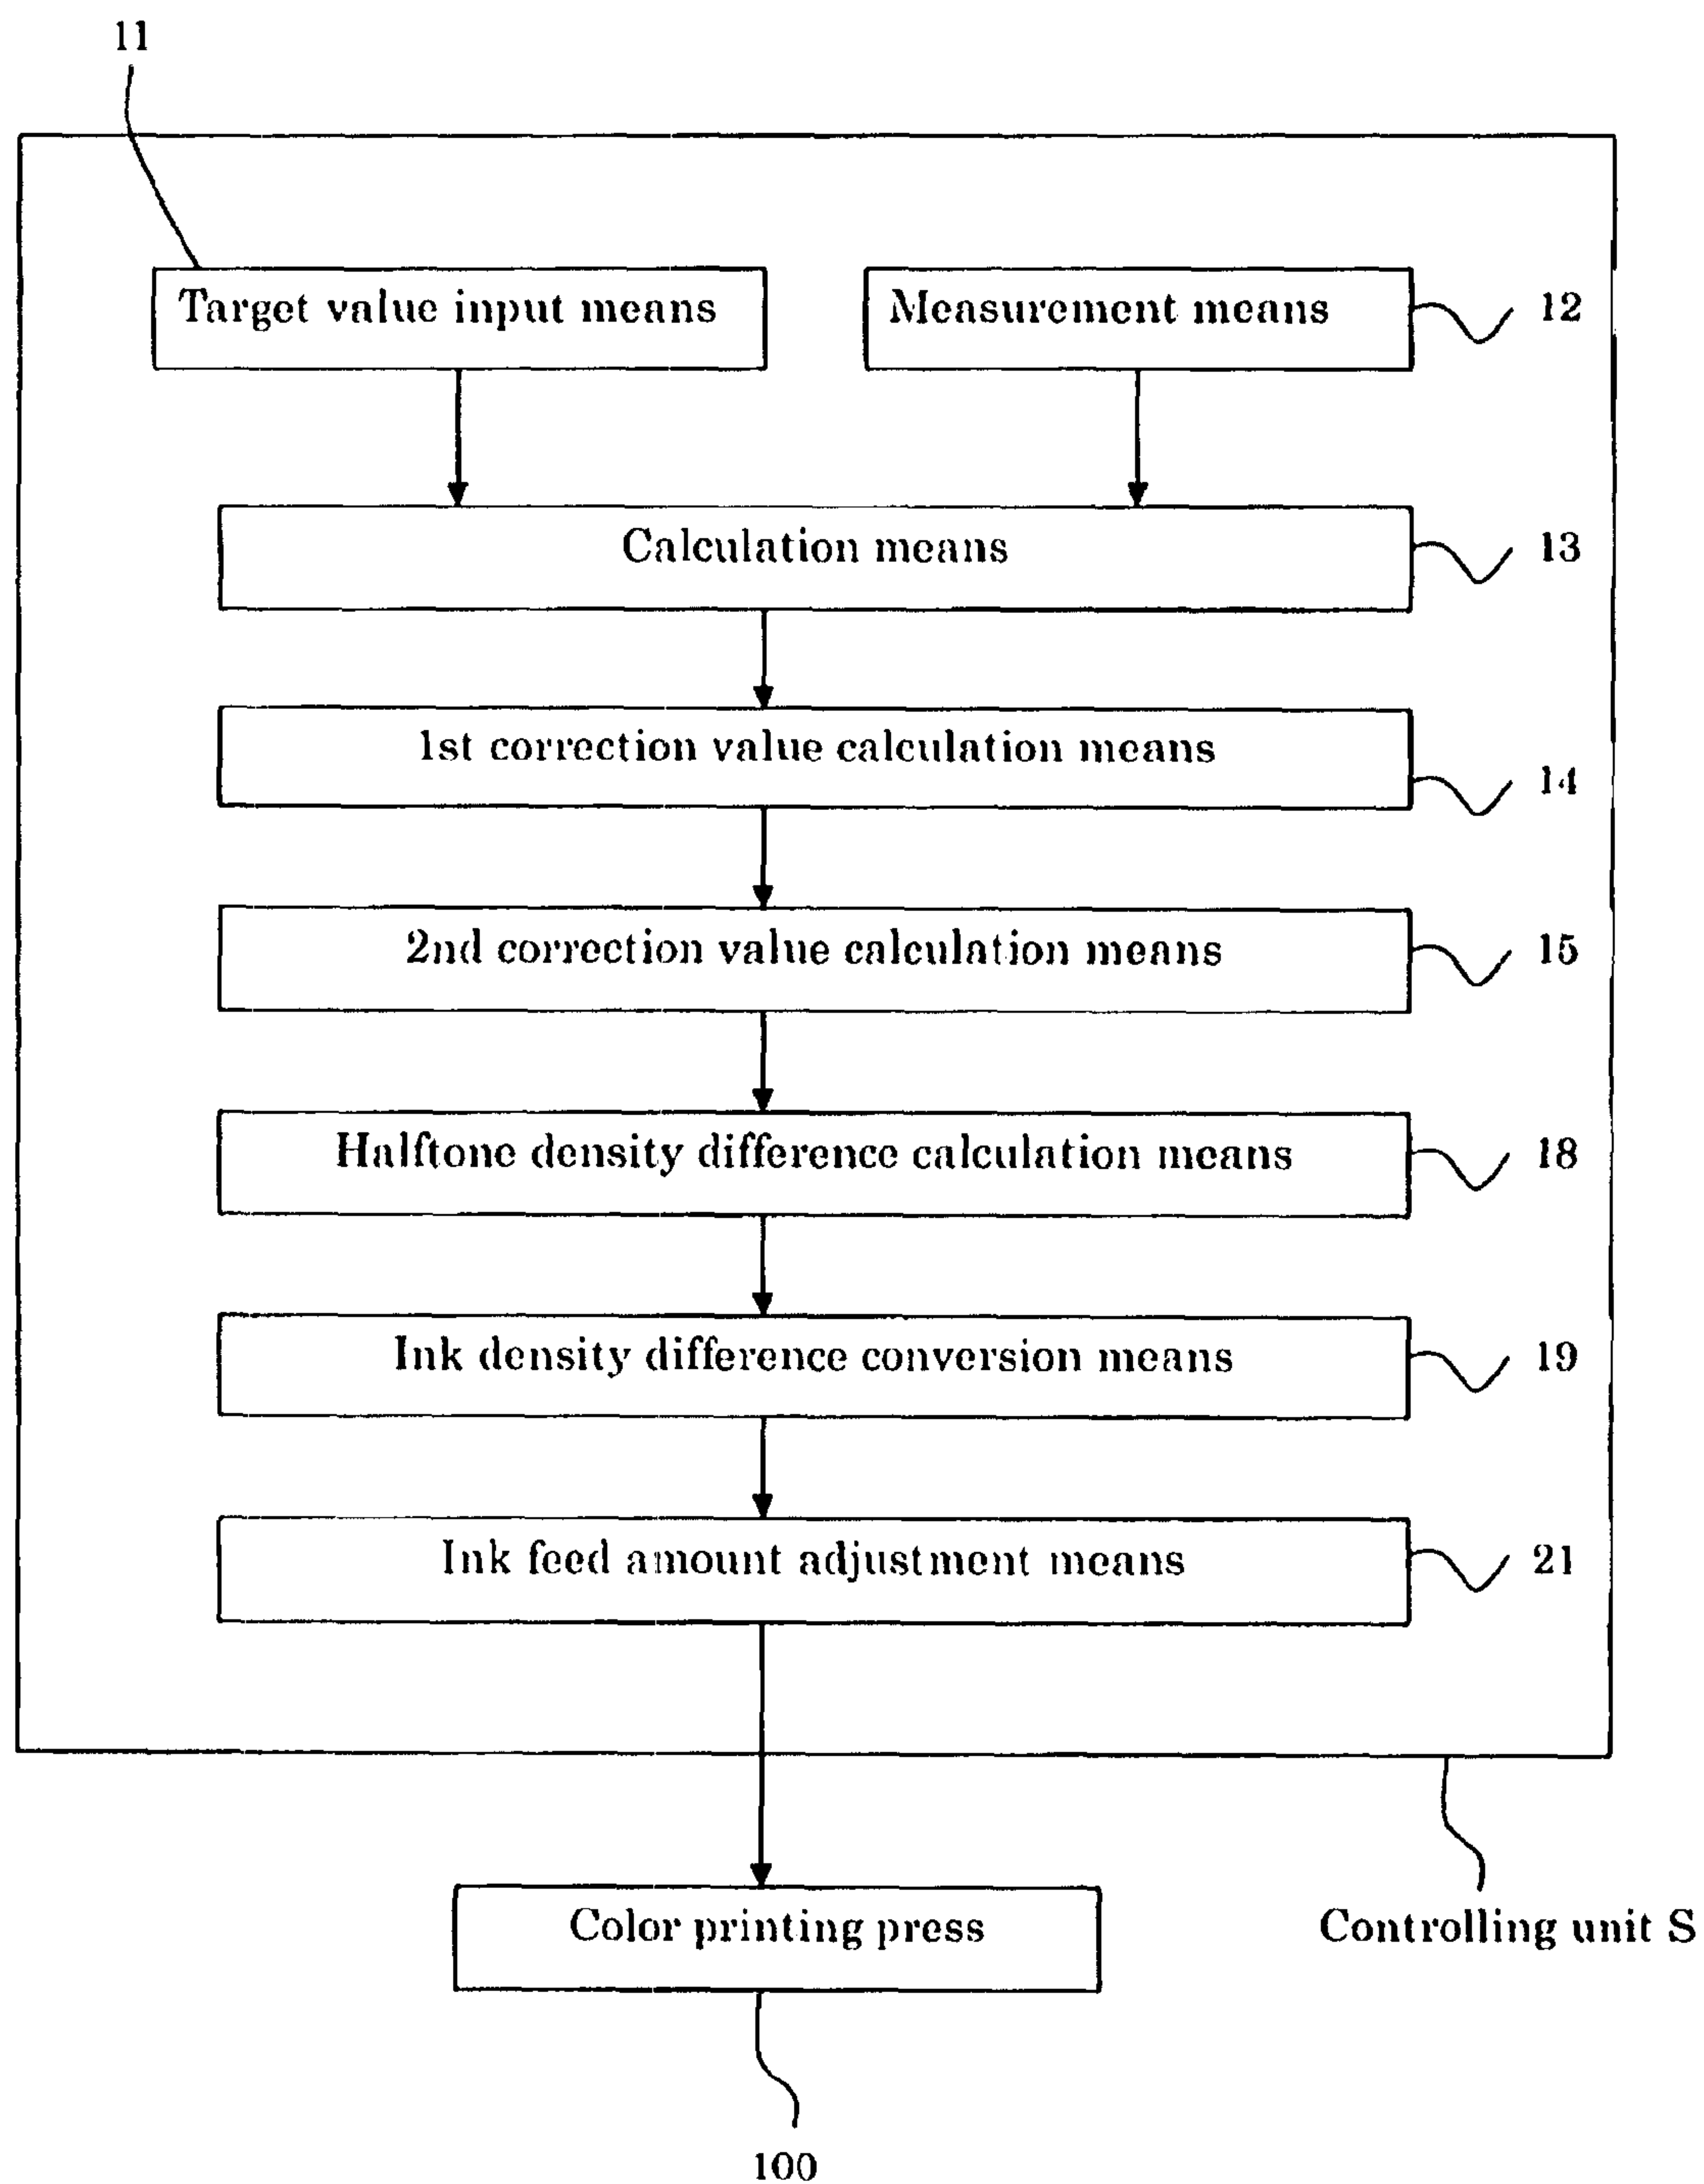 11
Target value input means
Measurement means
12
Calculation means
13
1st correction value calculation means
14
2nd correction value calculation means
15
Halftone density difference calculation means
18
Ink density difference conversion means
19
Ink feed amount adjustment means
21
Color printing press
Controlling unit S
100